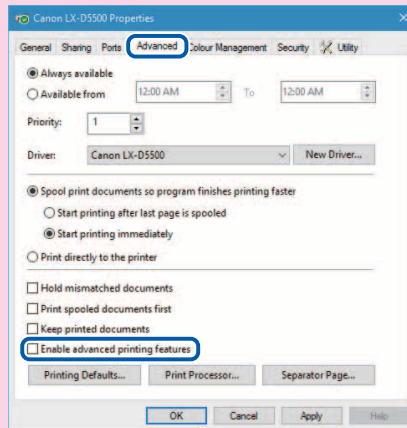 Canon LX-D5500 Properties
General Sharing Ports Advanced Colour Management Security Utility
Always available
Available from 12:00 AM To 12:00 AM
Priority: 1
Driver: Canon LX-D5500 New Driver...
Spool print documents so program finishes printing faster
Start printing after last page is spooled
Start printing immediately
Print directly to the printer
Hold mismatched documents
Print spooled documents first
Keep printed documents
Enable advanced printing features
Printing Defaults... Print Processor... Separator Page...
OK Cancel Apply Help